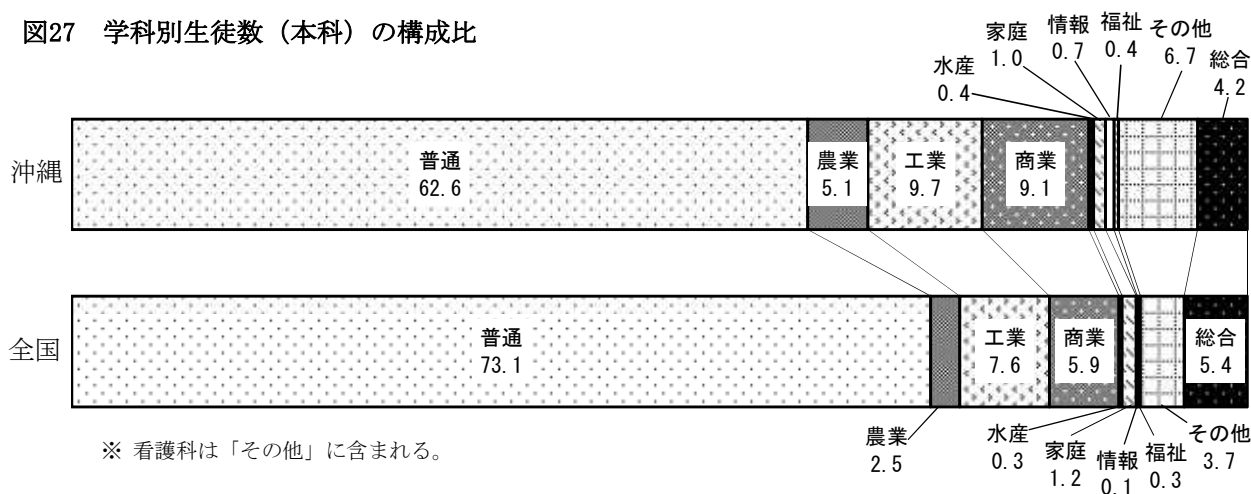 図27　学科別生徒数（本科）の構成比
沖縄
普通
62.6
農業
5.1
工業
9.7
商業
9.1
水産
0.4
家庭
1.0
情報
0.7
福祉
0.4
その他
6.7
総合
4.2
全国
普通
73.1
農業
2.5
工業
7.6
商業
5.9
水産
0.3
家庭
1.2
情報
0.1
福祉
0.3
その他
3.7
総合
5.4
※ 看護科は「その他」に含まれる。